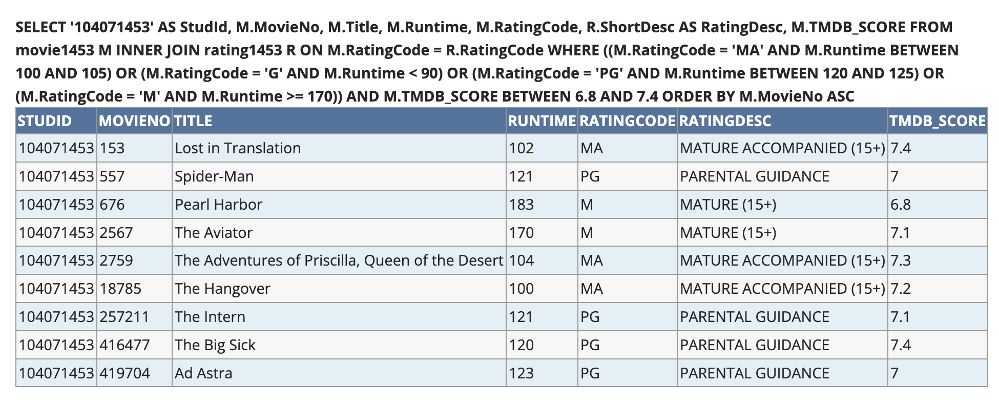 SELECT '104071453' AS StudId, M.MovieNo, M.Title, M.Runtime, M.RatingCode, R.ShortDesc AS RatingDesc, M.TMDB_SCORE FROM
movie1453 M INNER JOIN rating1453 R ON M.RatingCode = R.RatingCode WHERE ((M.RatingCode = 'MA' AND M.Runtime BETWEEN
100 AND 105) OR (M.RatingCode = 'G' AND M.Runtime < 90) OR (M.RatingCode = 'PG' AND M.Runtime BETWEEN 120 AND 125) OR
(M.RatingCode = 'M' AND M.Runtime >= 170)) AND M.TMDB_SCORE BETWEEN 6.8 AND 7.4 ORDER BY M.MovieNo ASC
STUDID MOVIENO TITLE RUNTIME RATINGCODE RATINGDESC TMDB_SCORE
104071453 153 Lost in Translation 102 MA MATURE ACCOMPANIED (15+) 7.4
104071453 557 Spider-Man 121 PG PARENTAL GUIDANCE 7
104071453 676 Pearl Harbor 183 M MATURE (15+) 6.8
104071453 2567 The Aviator 170 M MATURE (15+) 7.1
104071453 2759 The Adventures of Priscilla, Queen of the Desert 104 MA MATURE ACCOMPANIED (15+) 7.3
104071453 18785 The Hangover 100 MA MATURE ACCOMPANIED (15+) 7.2
104071453 257211 The Intern 121 PG PARENTAL GUIDANCE 7.1
104071453 416477 The Big Sick 120 PG PARENTAL GUIDANCE 7.4
104071453 419704 Ad Astra 123 PG PARENTAL GUIDANCE 7